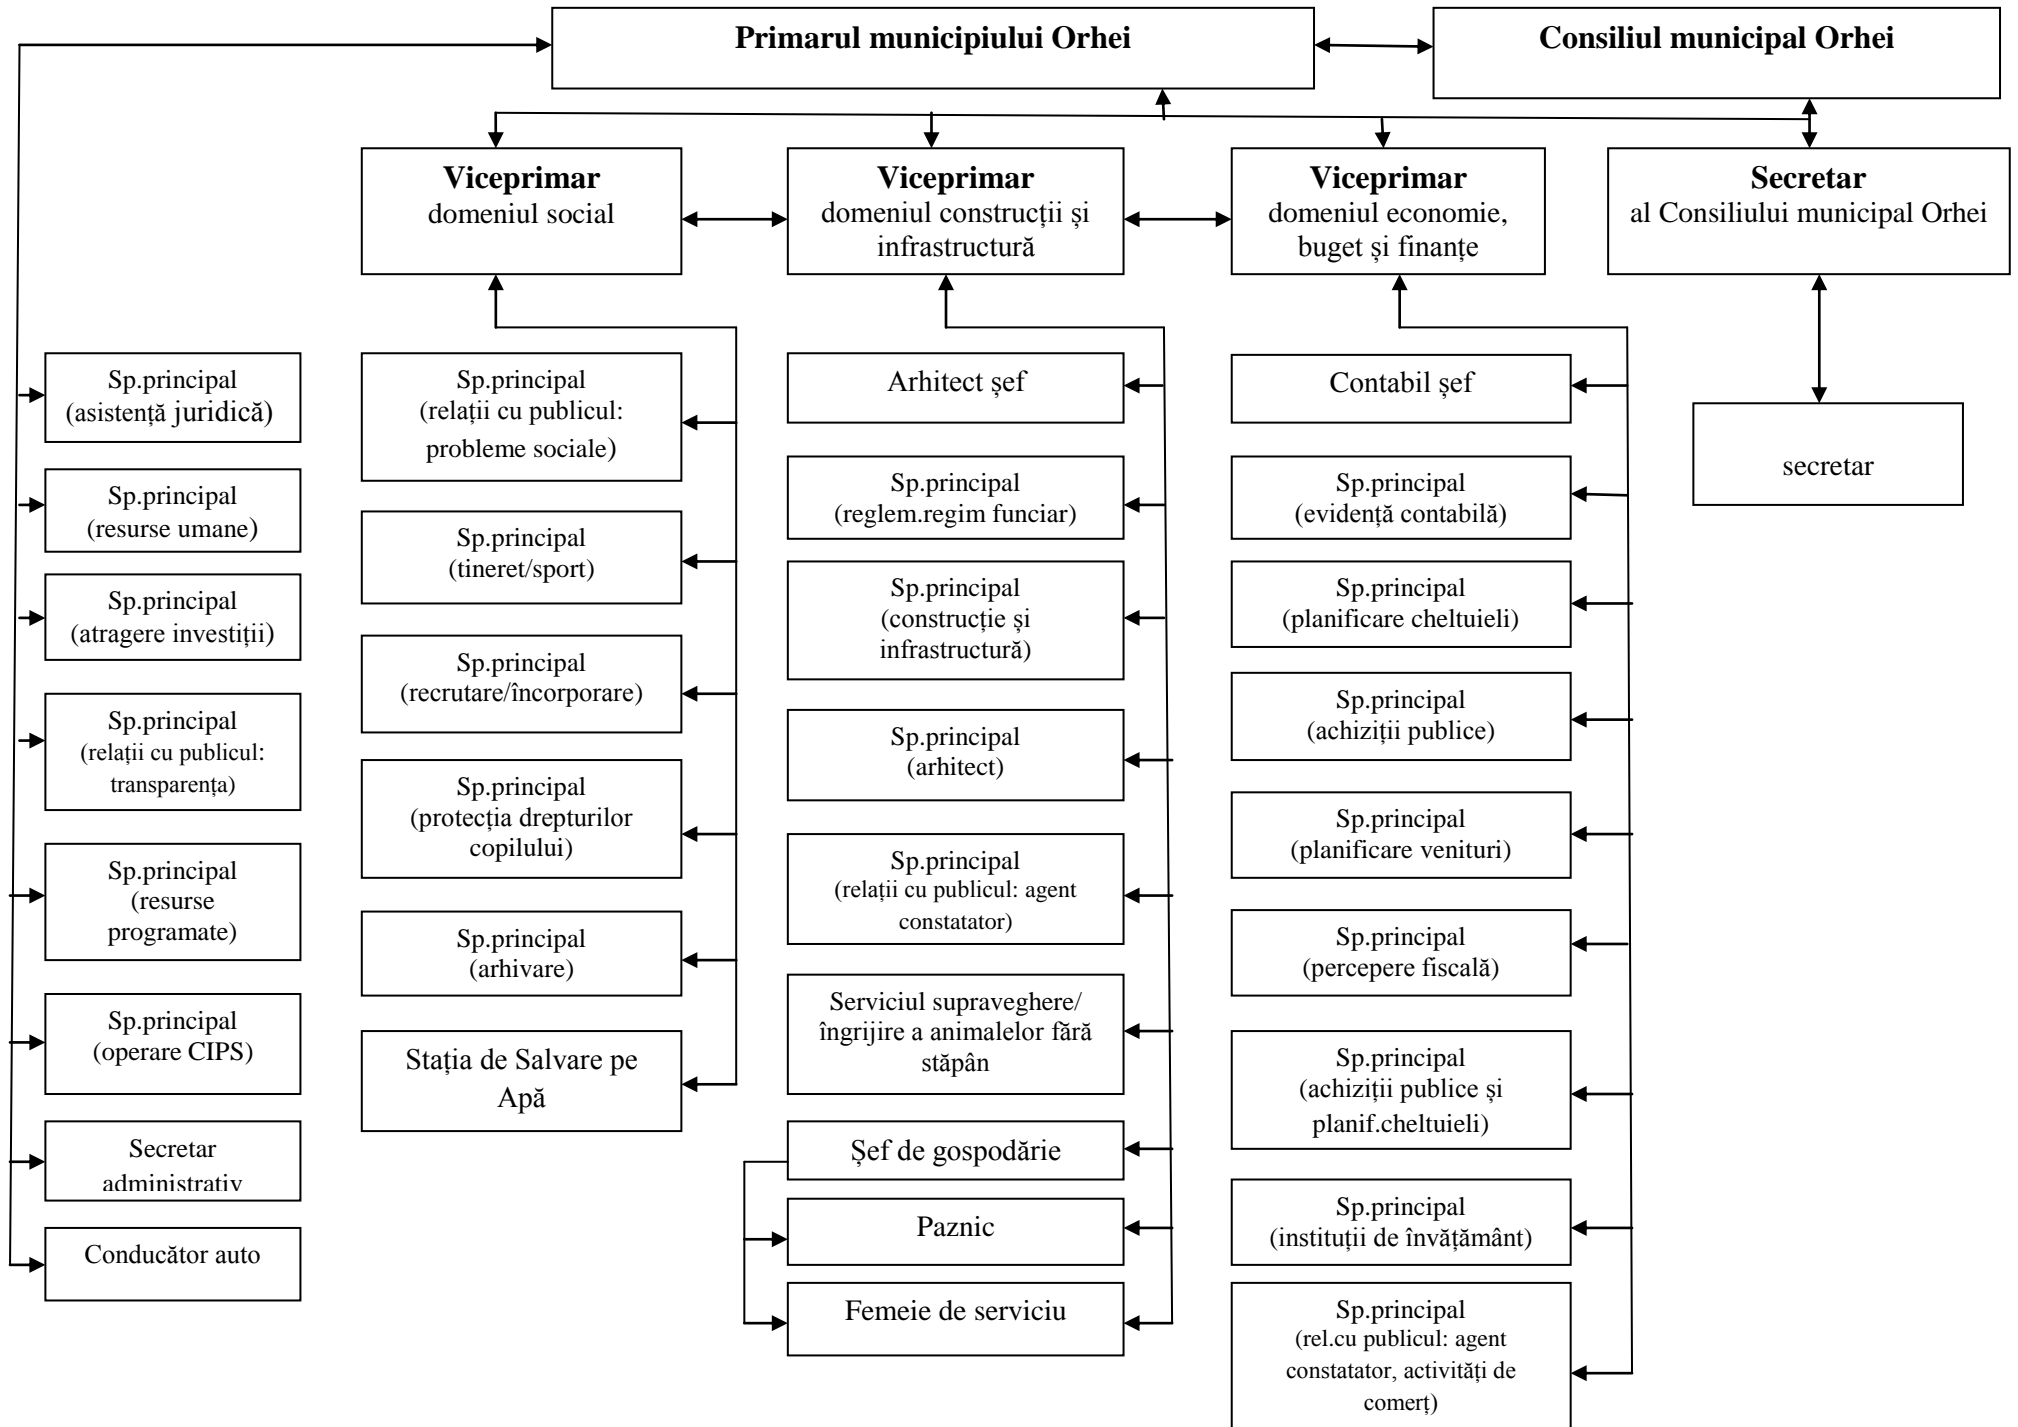 Primarul municipiului Orhei
Consiliul municipal Orhei
Viceprimar
domeniul social
Viceprimar
domeniul construcții și
infrastructură
Viceprimar
domeniul economie,
buget și finanțe
Secretar
al Consiliului municipal Orhei
secretar
Sp.principal
(asistență juridică)
Sp.principal
(resurse umane)
Sp.principal
(atragere investiții)
Sp.principal
(relații cu publicul:
transparența)
Sp.principal
(resurse
programate)
Sp.principal
(operare CIPS)
Secretar
administrativ
Conducător auto
Sp.principal
(relații cu publicul:
probleme sociale)
Sp.principal
(tineret/sport)
Sp.principal
(recrutare/încorporare)
Sp.principal
(protecția drepturilor
copilului)
Sp.principal
(arhivare)
Stația de Salvare pe
Apă
Arhitect șef
Sp.principal
(reglem.regim funciar)
Sp.principal
(construcție și
infrastructură)
Sp.principal
(arhitect)
Sp.principal
(relații cu publicul: agent
constatator)
Serviciul supraveghere/
îngrijire a animalelor fără
stăpân
Șef de gospodărie
Paznic
Femeie de serviciu
Contabil șef
Sp.principal
(evidență contabilă)
Sp.principal
(planificare cheltuieli)
Sp.principal
(achiziții publice)
Sp.principal
(planificare venituri)
Sp.principal
(percepere fiscală)
Sp.principal
(achiziții publice și
planif.cheltuieli)
Sp.principal
(instituții de învățământ)
Sp.principal
(rel.cu publicul: agent
constatator, activități de
comerț)